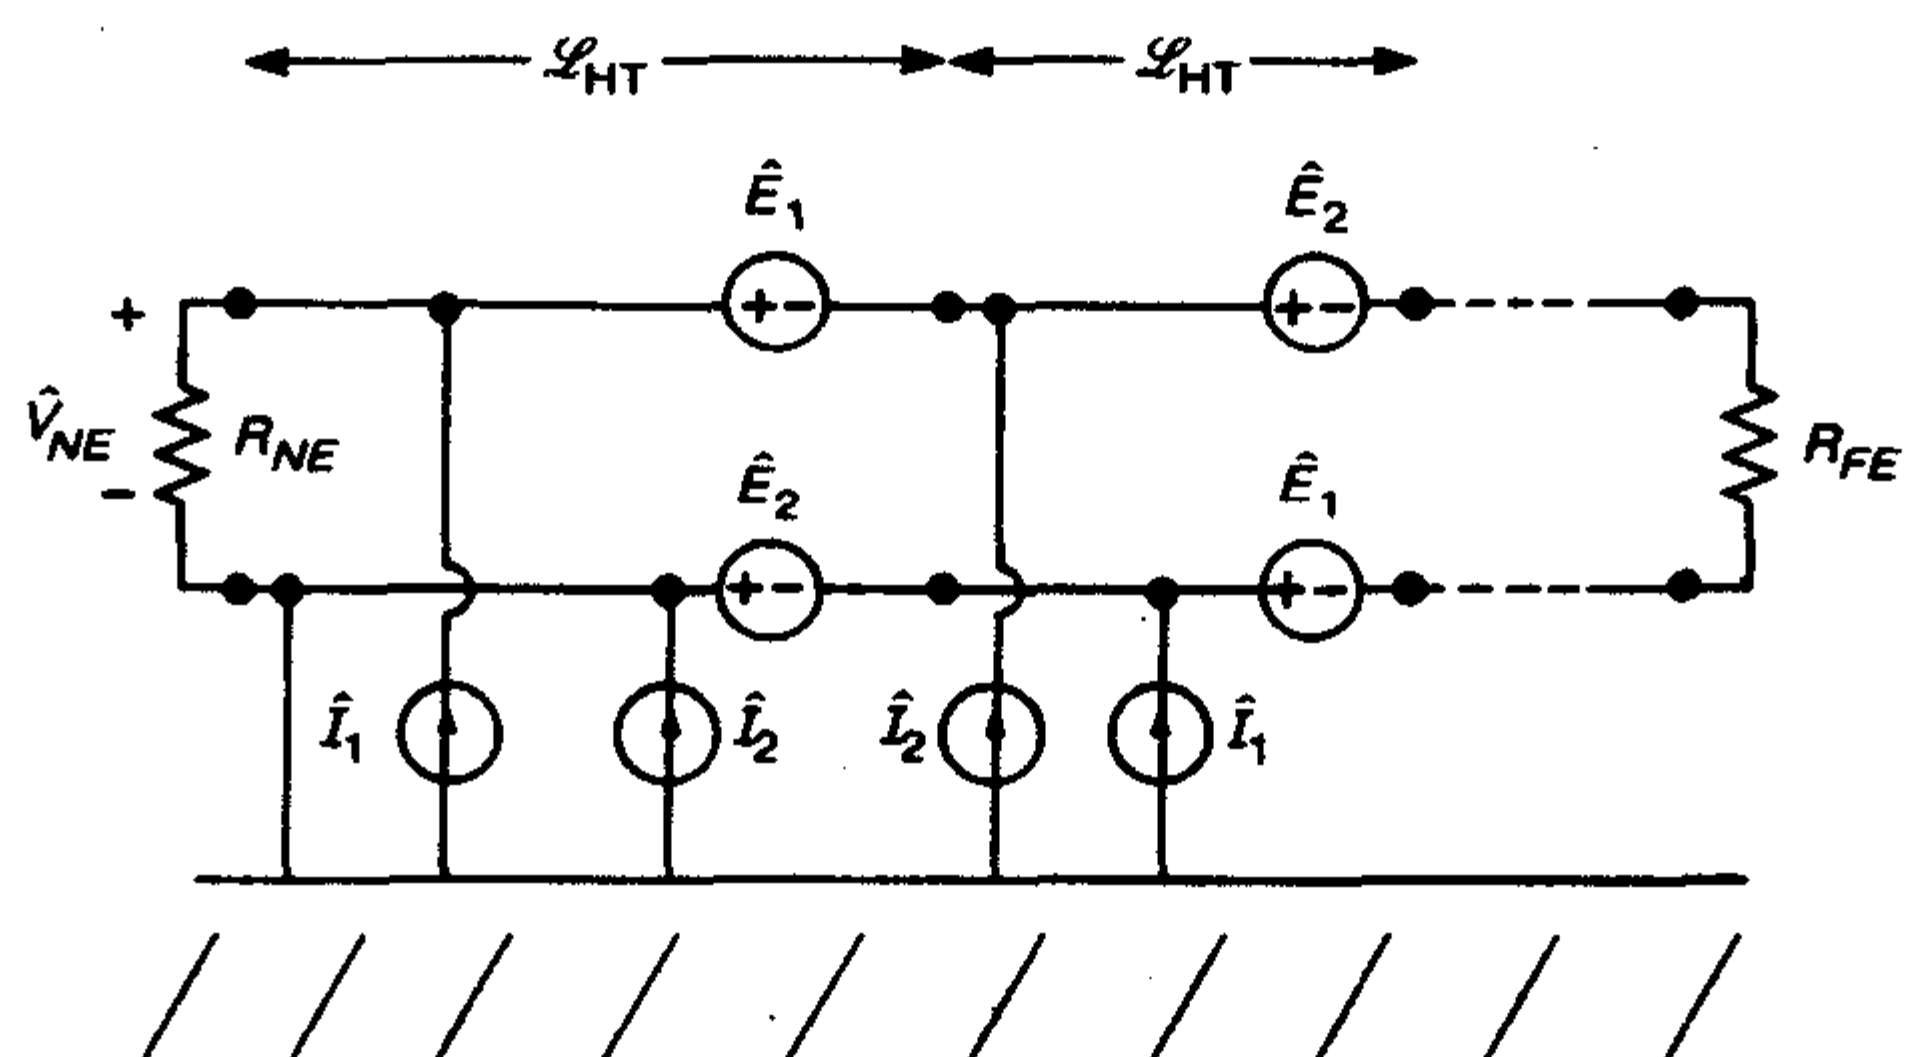 ℒHT ℒHT
Ê1 Ê2
+ - + -
+
V̂NE RNE
-
RFE
Ê2 Ê1
+ - + -
Î1 Î2 Î2 Î1